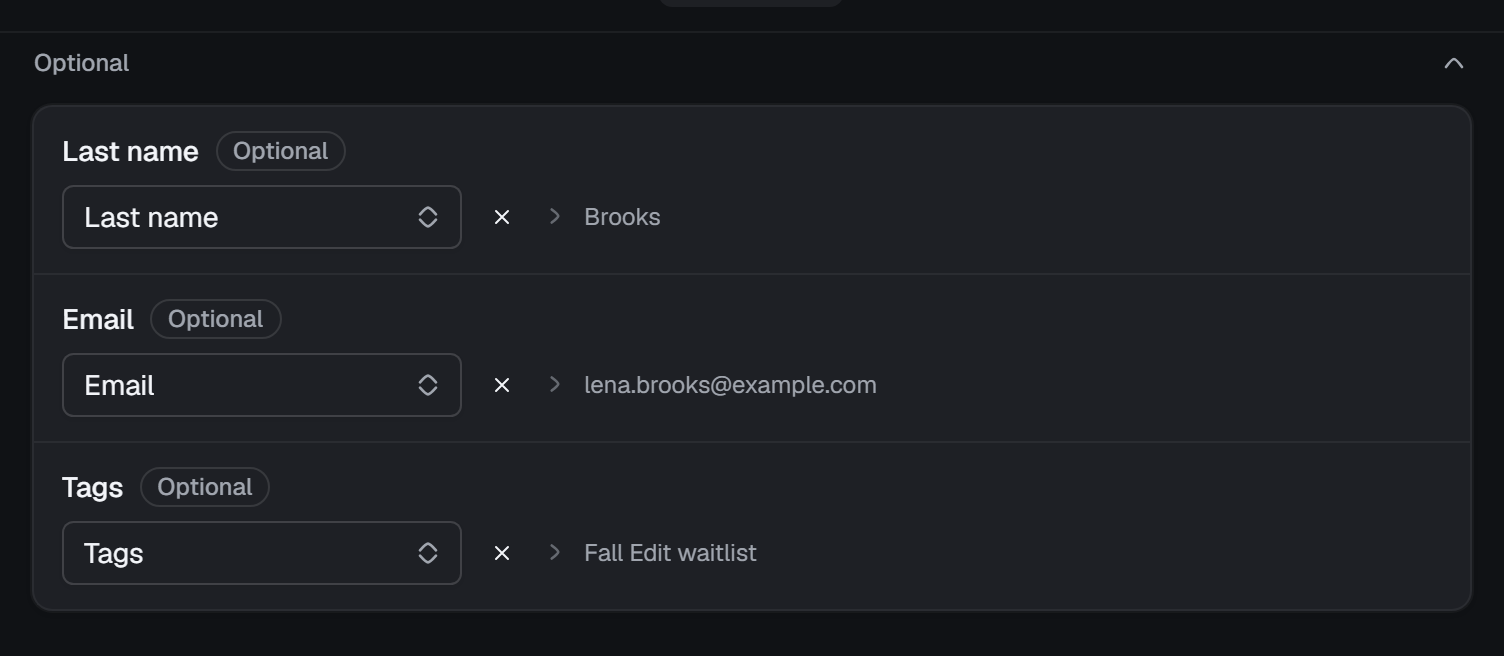 Optional
Last name Optional
Last name Brooks
Email Optional
Email lena.brooks@example.com
Tags Optional
Tags Fall Edit waitlist